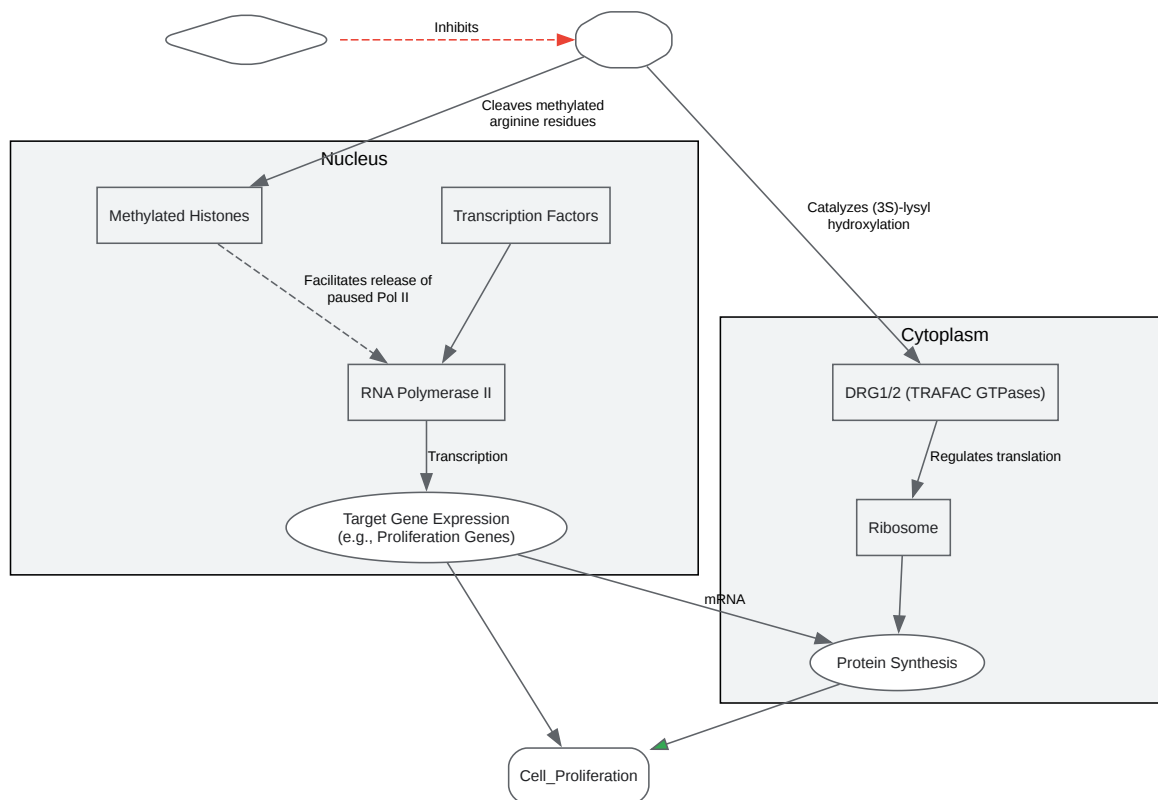 Inhibits
Cleaves methylated
arginine residues
Nucleus
Methylated Histones
Transcription Factors
Catalyzes (3S)-lysyl
hydroxylation
Facilitates release of
paused Pol II
Cytoplasm
RNA Polymerase II
DRG1/2 (TRAFAC GTPases)
Transcription
Regulates translation
Target Gene Expression
(e.g., Proliferation Genes)
Ribosome
mRNA
Protein Synthesis
Cell_Proliferation